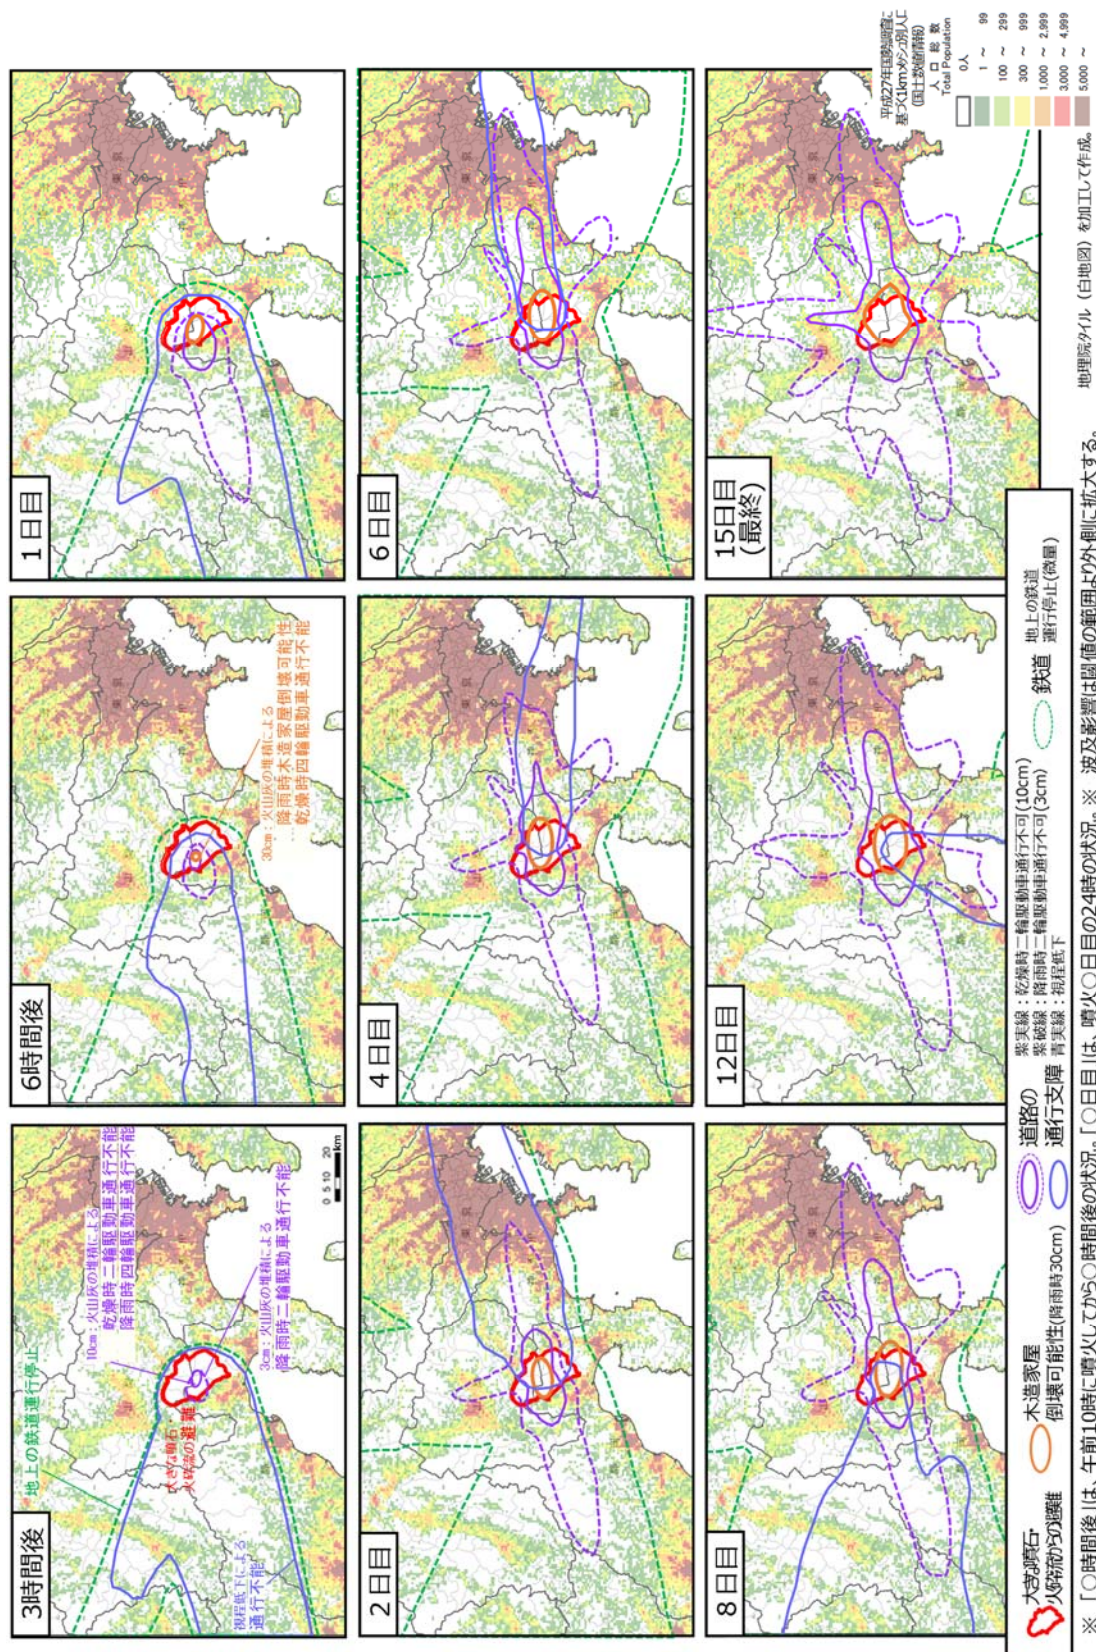 3時間後
地上の鉄道運行停止
10cm：火山灰の堆積による
乾燥時二輪駆動車通行不能
降雨時四輪駆動車通行不能
大きな噴石・
火砕流の避難
3cm：火山灰の堆積による
降雨時二輪駆動車通行不能
視程低下による
通行不能
0 5 10 20
km
6時間後
30cm：火山灰の堆積による
降雨時木造家屋倒壊可能性
乾燥時四輪駆動車通行不能
1日目
2日目
4日目
6日目
8日目
12日目
15日目
(最終)
平成27年国勢調査に
基づく1kmメッシュ別人口
(国土数値情報)
人口総数
Total Population
0人
1 ～ 99
100 ～ 299
300 ～ 999
1,000 ～ 2,999
3,000 ～ 4,999
5,000 ～
大きな噴石・
火砕流からの避難
木造家屋
倒壊可能性(降雨時30cm)
道路の
通行支障
紫実線：乾燥時二輪駆動車通行不可(10cm)
紫破線：降雨時二輪駆動車通行不可(3cm)
青実線：視程低下
鉄道
地上の鉄道
運行停止(微量)
※「○時間後」は、午前10時に噴火してから○時間後の状況。「○日目」は、噴火○日目の24時の状況。※ 波及影響は閾値の範囲より外側に拡大する。
地理院タイル（白地図）を加工して作成。